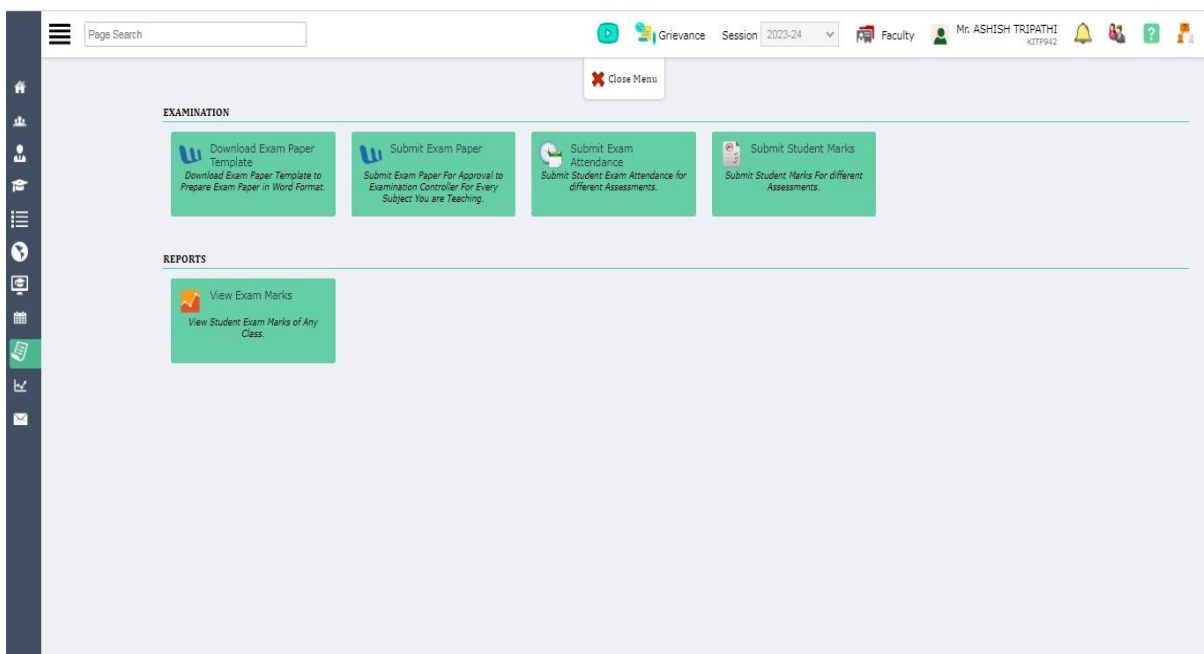 Page Search
Grievance
Session
2023-24
Faculty
Mr. ASHISH TRIPATHI
KITP942
Close Menu
EXAMINATION
Download Exam Paper
Template
Download Exam Paper Template to
Prepare Exam Paper in Word Format.
Submit Exam Paper
Submit Exam Paper For Approval to
Examination Controller For Every
Subject You are Teaching.
Submit Exam
Attendance
Submit Student Exam Attendance for
different Assessments.
Submit Student Marks
Submit Student Marks For different
Assessments.
REPORTS
View Exam Marks
View Student Exam Marks of Any
Class.